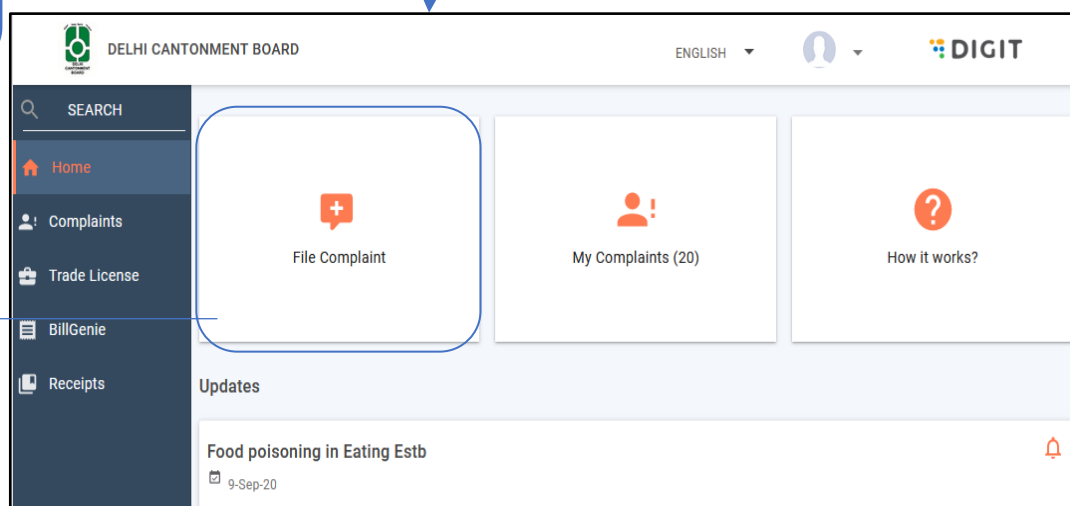 DELHI CANTONMENT BOARD
ENGLISH
DIGIT
SEARCH
Home
Complaints
Trade License
BillGenie
Receipts
File Complaint
My Complaints (20)
How it works?
Updates
Food poisoning in Eating Estb
9-Sep-20